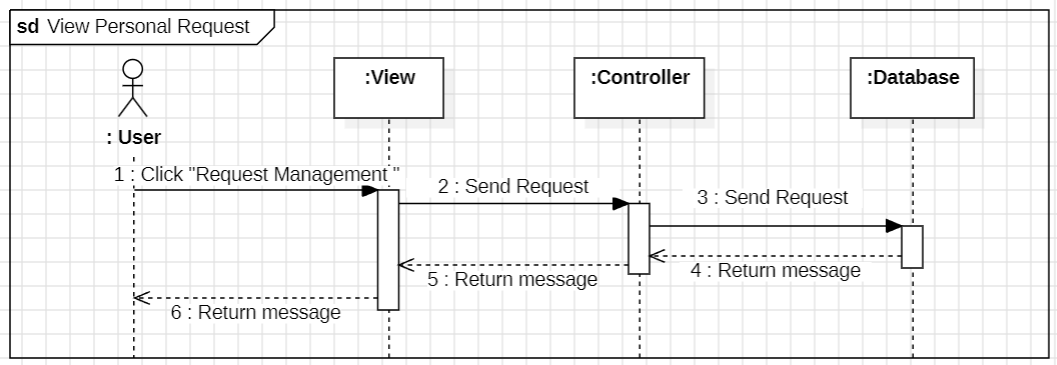 sd View Personal Request
:View
:Controller
:Database
: User
1 : Click "Request Management "
2 : Send Request
3 : Send Request
4 : Return message
5 : Return message
6 : Return message